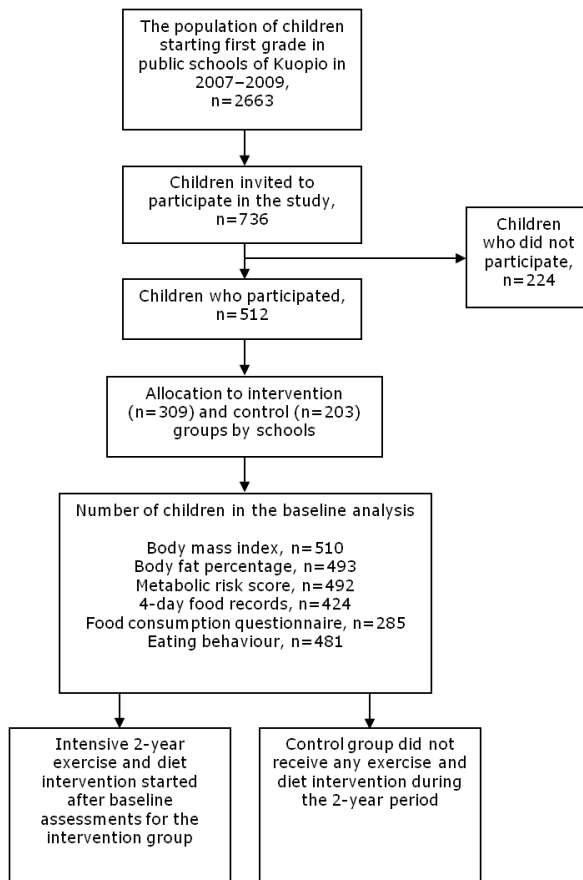 The population of children
starting first grade in
public schools of Kuopio in
2007–2009,
n=2663
Children invited to
participate in the study,
n=736
Children
who did not
participate,
n=224
Children who participated,
n=512
Allocation to intervention
(n=309) and control (n=203)
groups by schools
Number of children in the baseline analysis
Body mass index, n=510
Body fat percentage, n=493
Metabolic risk score, n=492
4-day food records, n=424
Food consumption questionnaire, n=285
Eating behaviour, n=481
Intensive 2-year
exercise and diet
intervention started
after baseline
assessments for the
intervention group
Control group did not
receive any exercise and
diet intervention during
the 2-year period